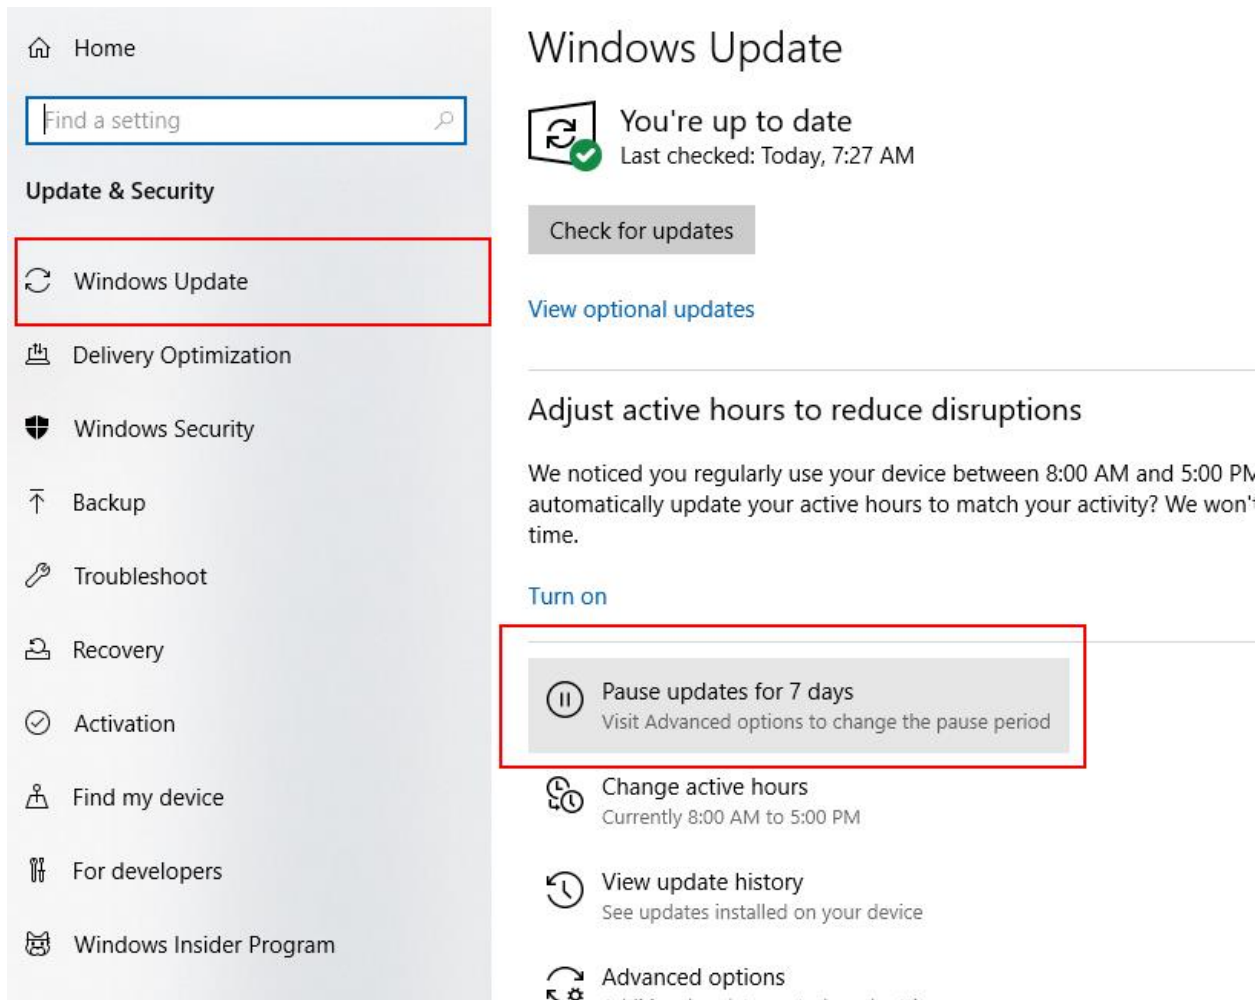 Home
Find a setting
Update & Security
Windows Update
Delivery Optimization
Windows Security
Backup
Troubleshoot
Recovery
Activation
Find my device
For developers
Windows Insider Program
Windows Update
You're up to date
Last checked: Today, 7:27 AM
Check for updates
View optional updates
Adjust active hours to reduce disruptions
We noticed you regularly use your device between 8:00 AM and 5:00 PM
automatically update your active hours to match your activity? We won't
time.
Turn on
Pause updates for 7 days
Visit Advanced options to change the pause period
Change active hours
Currently 8:00 AM to 5:00 PM
View update history
See updates installed on your device
Advanced options